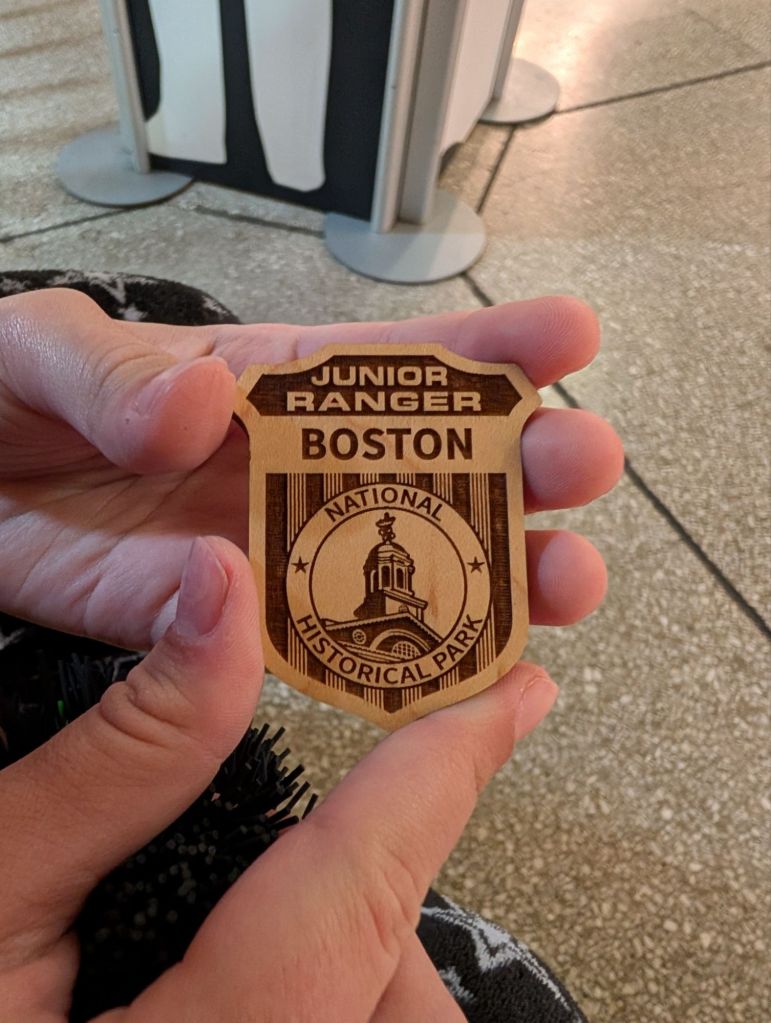 JUNIOR
RANGER
BOSTON
NATIONAL
HISTORICAL PARK